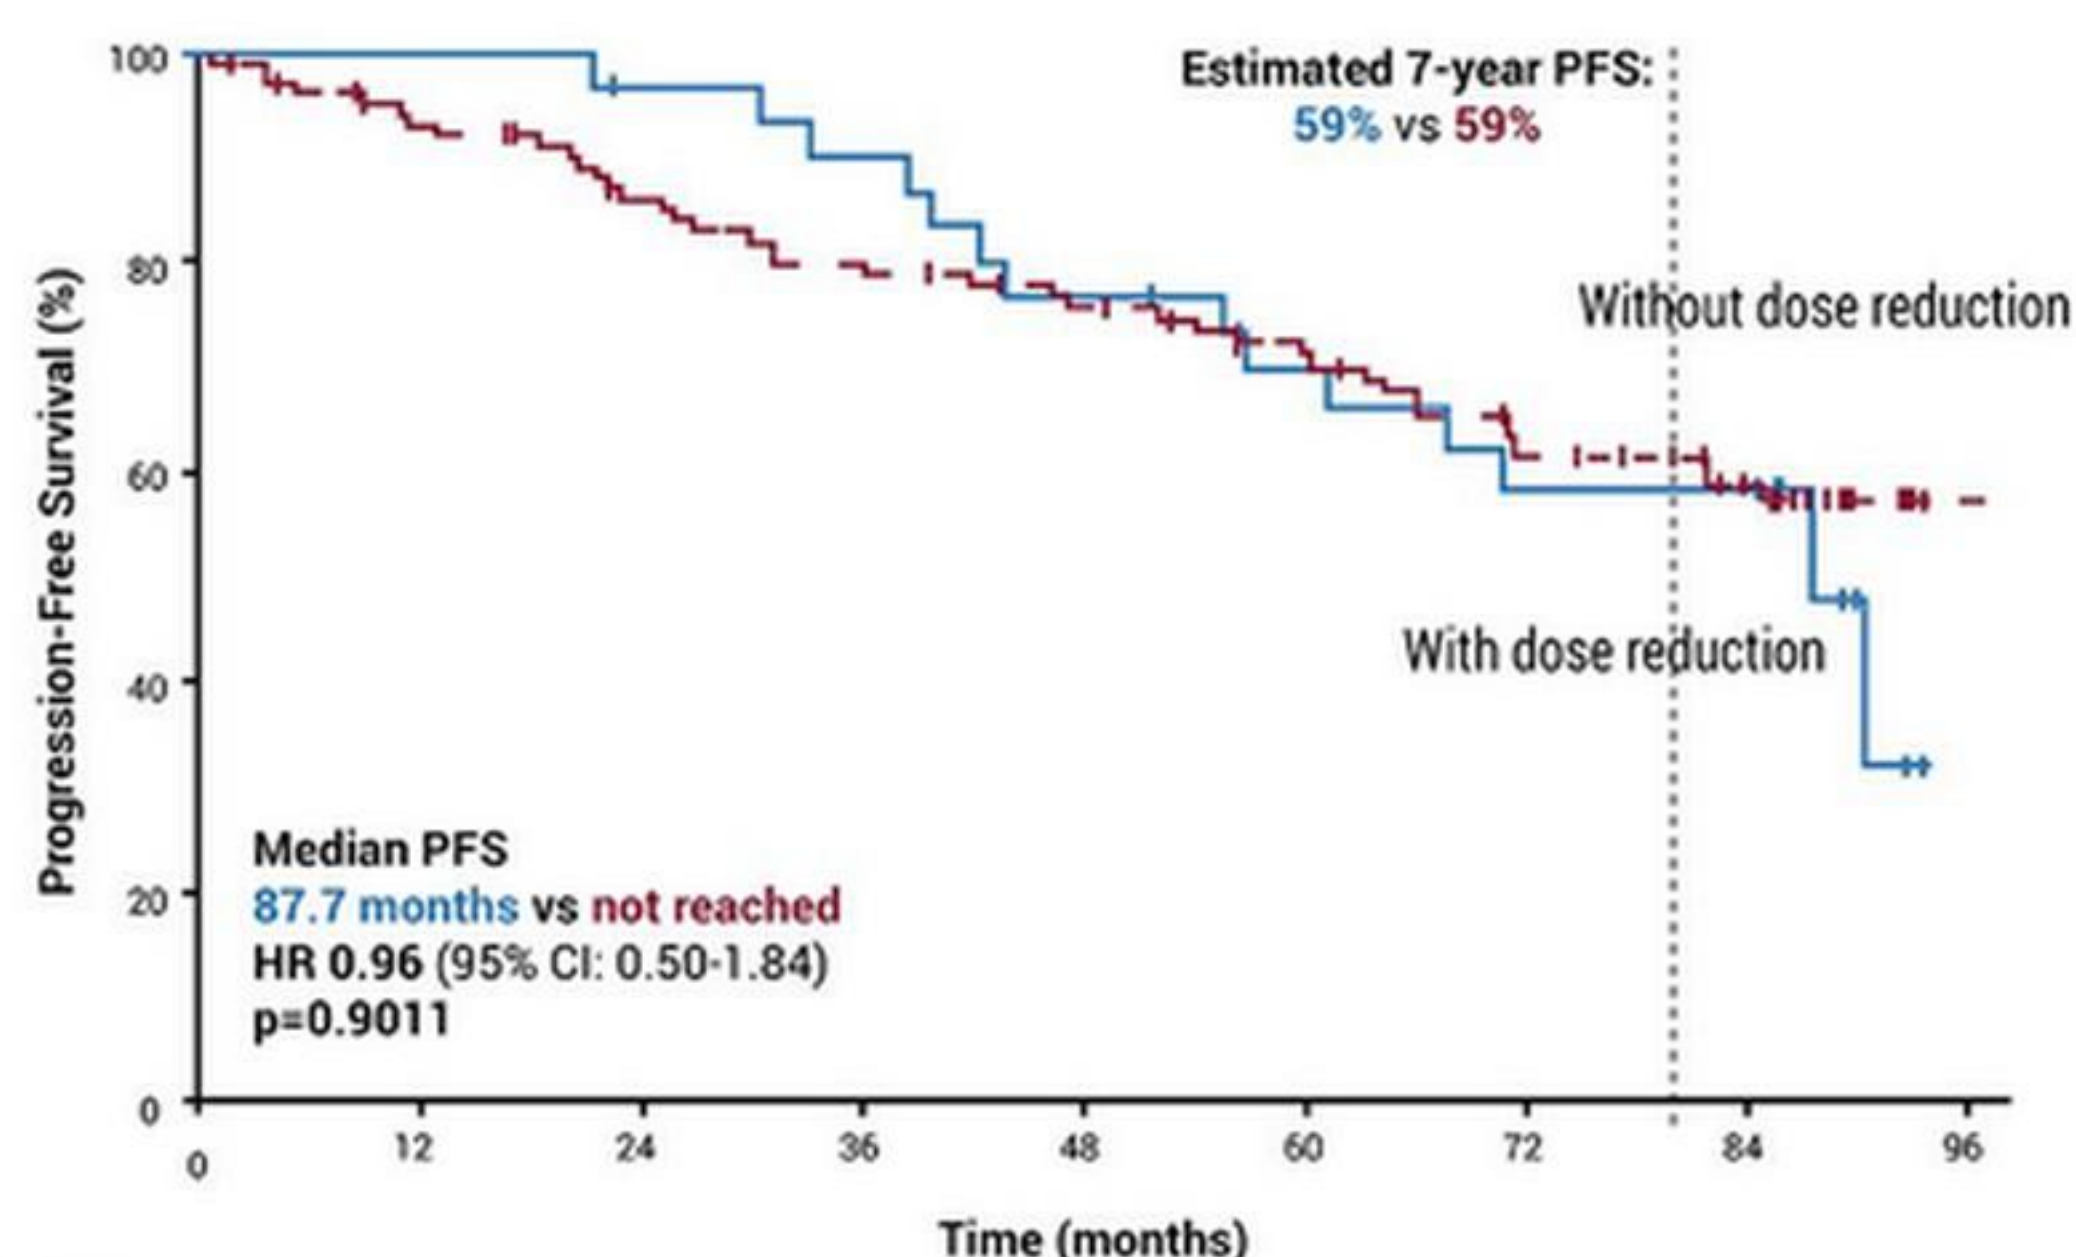 Estimated 7-year PFS:
59% vs 59%
Without dose reduction
With dose reduction
Progression-Free Survival (%)
100
80
60
40
20
0
Median PFS
87.7 months vs not reached
HR 0.96 (95% CI: 0.50-1.84)
p=0.9011
0 12 24 36 48 60 72 84 96
Time (months)